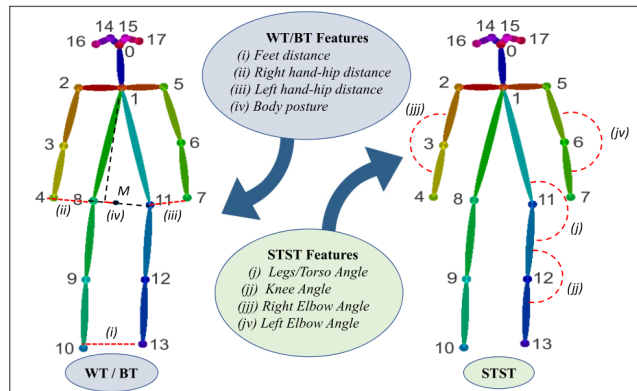 14 15
16 17
0
2 5
1
3 6
4 7
8 M 11
(ii) (iv) (iii)
9 12
(i)
10 13
WT / BT
WT/BT Features
(i) Feet distance
(ii) Right hand-hip distance
(iii) Left hand-hip distance
(iv) Body posture
STST Features
(j) Legs/Torso Angle
(jj) Knee Angle
(jjj) Right Elbow Angle
(jv) Left Elbow Angle
14 15
16 17
0
2 5
1
(jjj) (jv)
3 6
4 7
8 11
(j)
9 12
(jj)
10 13
STST